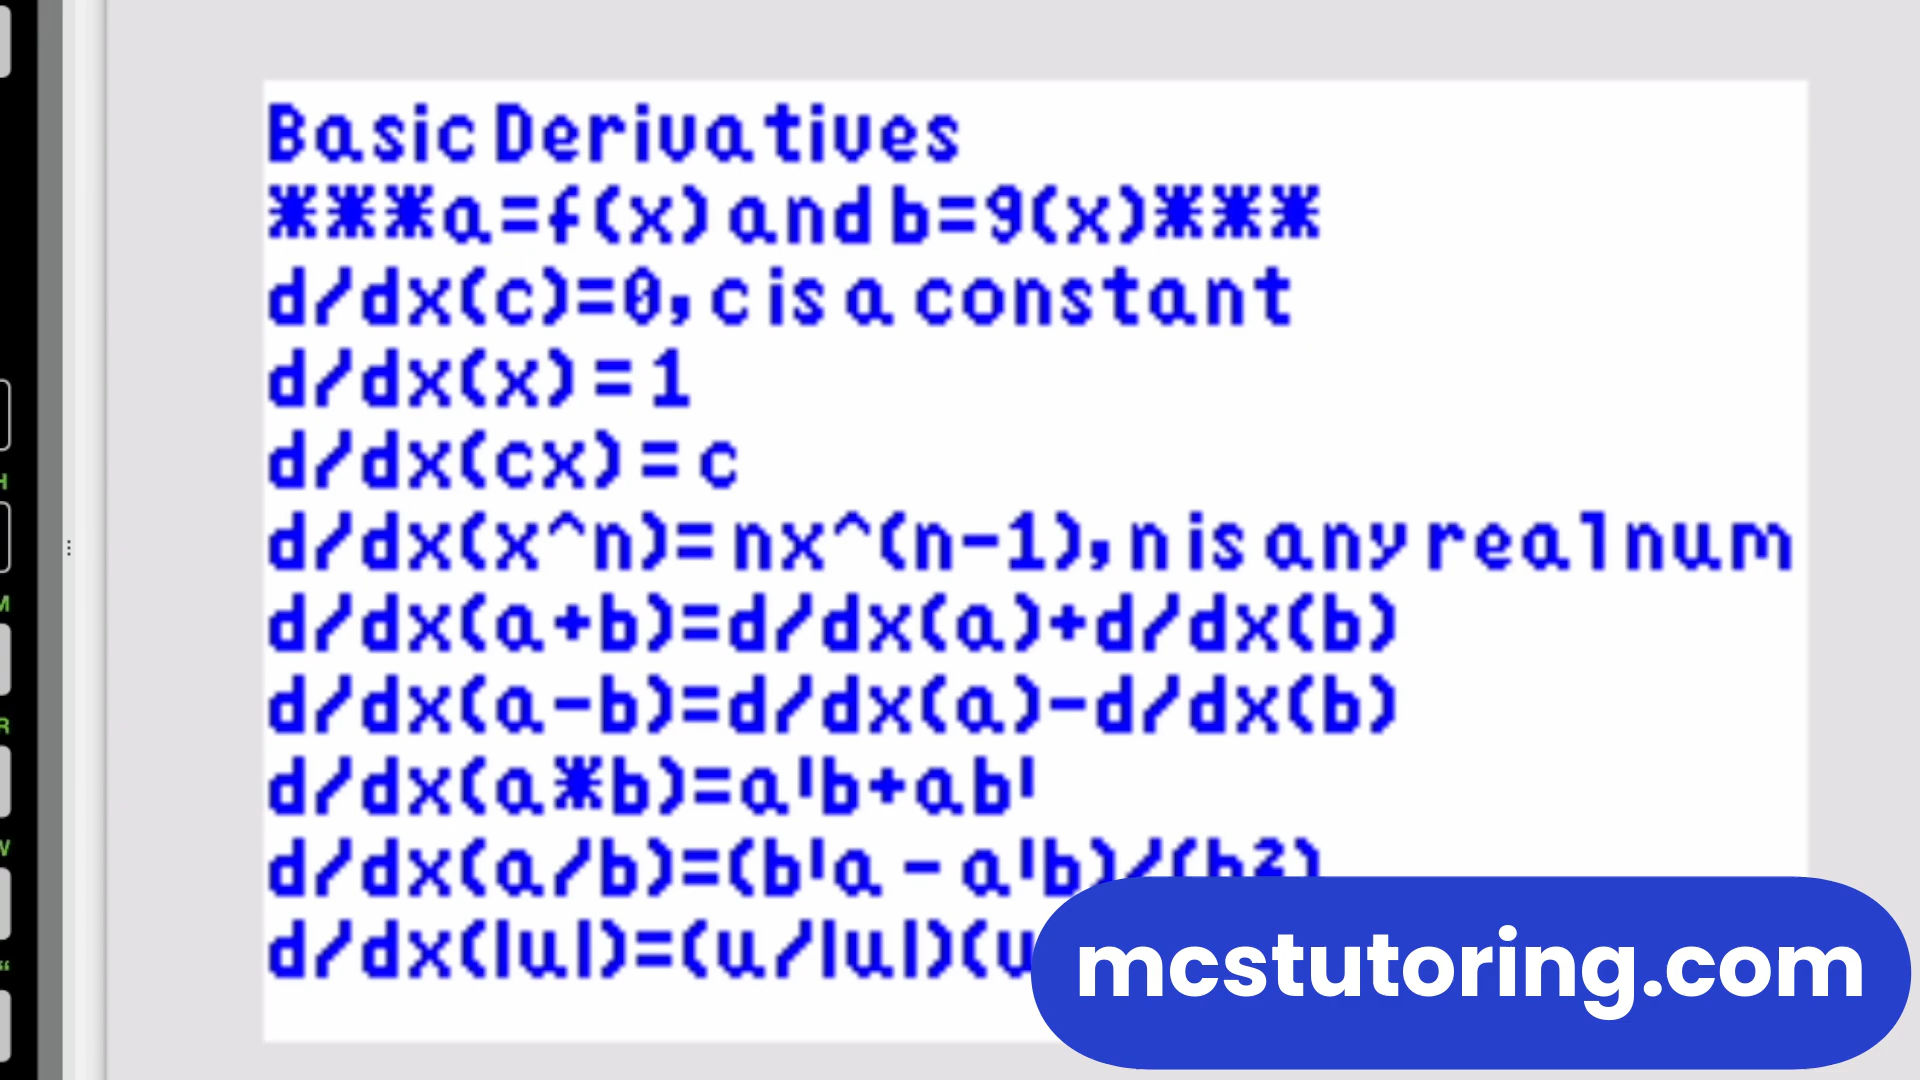 Basic Derivatives
***a=f(x) and b=g(x)***
d/dx(c)=0, c is a constant
d/dx(x) = 1
d/dx(cx) = c
d/dx(x^n)= nx^(n-1), n is any real num
d/dx(a+b)=d/dx(a)+d/dx(b)
d/dx(a-b)=d/dx(a)-d/dx(b)
d/dx(a*b)=a'b+ab'
d/dx(a/b)=(b'a - a'b)/(b²)
d/dx(|u|)=(u/|u|)(u
mcstutoring.com
H
M
R
W
“